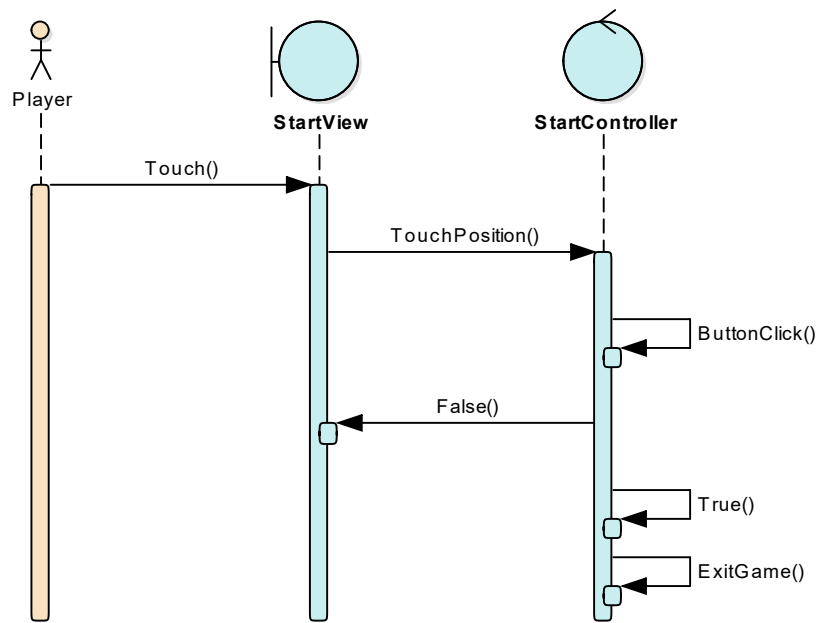 Player
StartView
StartController
Touch()
TouchPosition()
ButtonClick()
False()
True()
ExitGame()